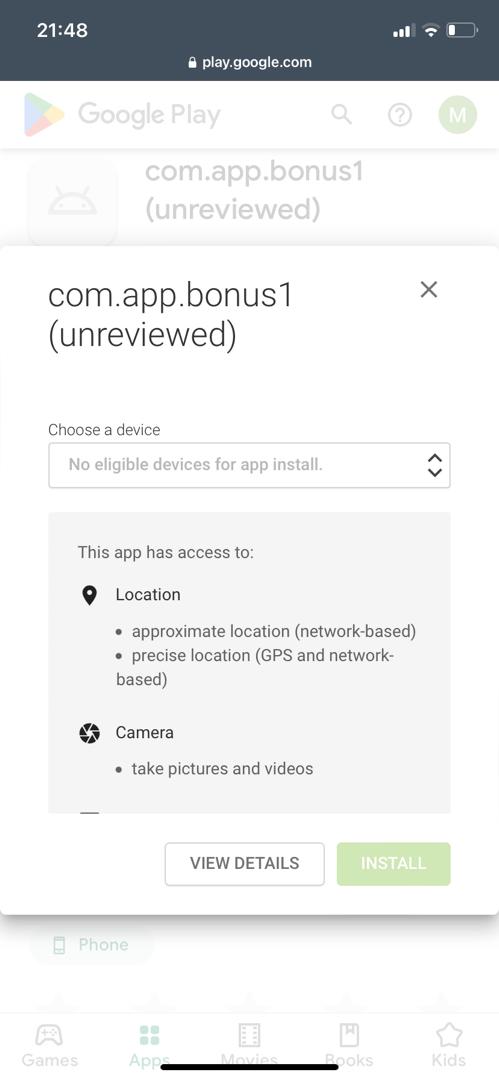 21:48
play.google.com
Google Play
M
com.app.bonus1
(unreviewed)
com.app.bonus1
(unreviewed)
Choose a device
No eligible devices for app install.
This app has access to:
Location
• approximate location (network-based)
• precise location (GPS and network-
based)
Camera
• take pictures and videos
VIEW DETAILS
INSTALL
Phone
Games
Apps
Movies
Books
Kids